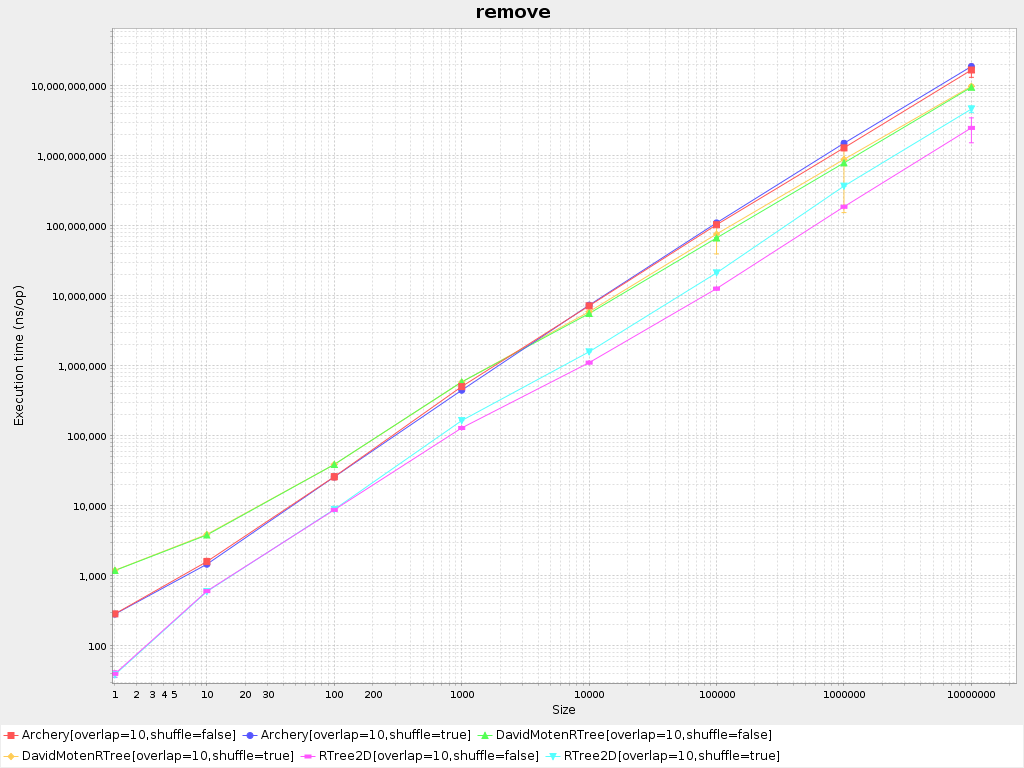 remove
Execution time (ns/op)
10,000,000,000
1,000,000,000
100,000,000
10,000,000
1,000,000
100,000
10,000
1,000
100
1 2 3 4 5 10 20 30 100 200 1000 10000 100000 1000000 10000000
Size
Archery[overlap=10,shuffle=false] Archery[overlap=10,shuffle=true] DavidMotenRTree[overlap=10,shuffle=false]
DavidMotenRTree[overlap=10,shuffle=true] RTree2D[overlap=10,shuffle=false] RTree2D[overlap=10,shuffle=true]